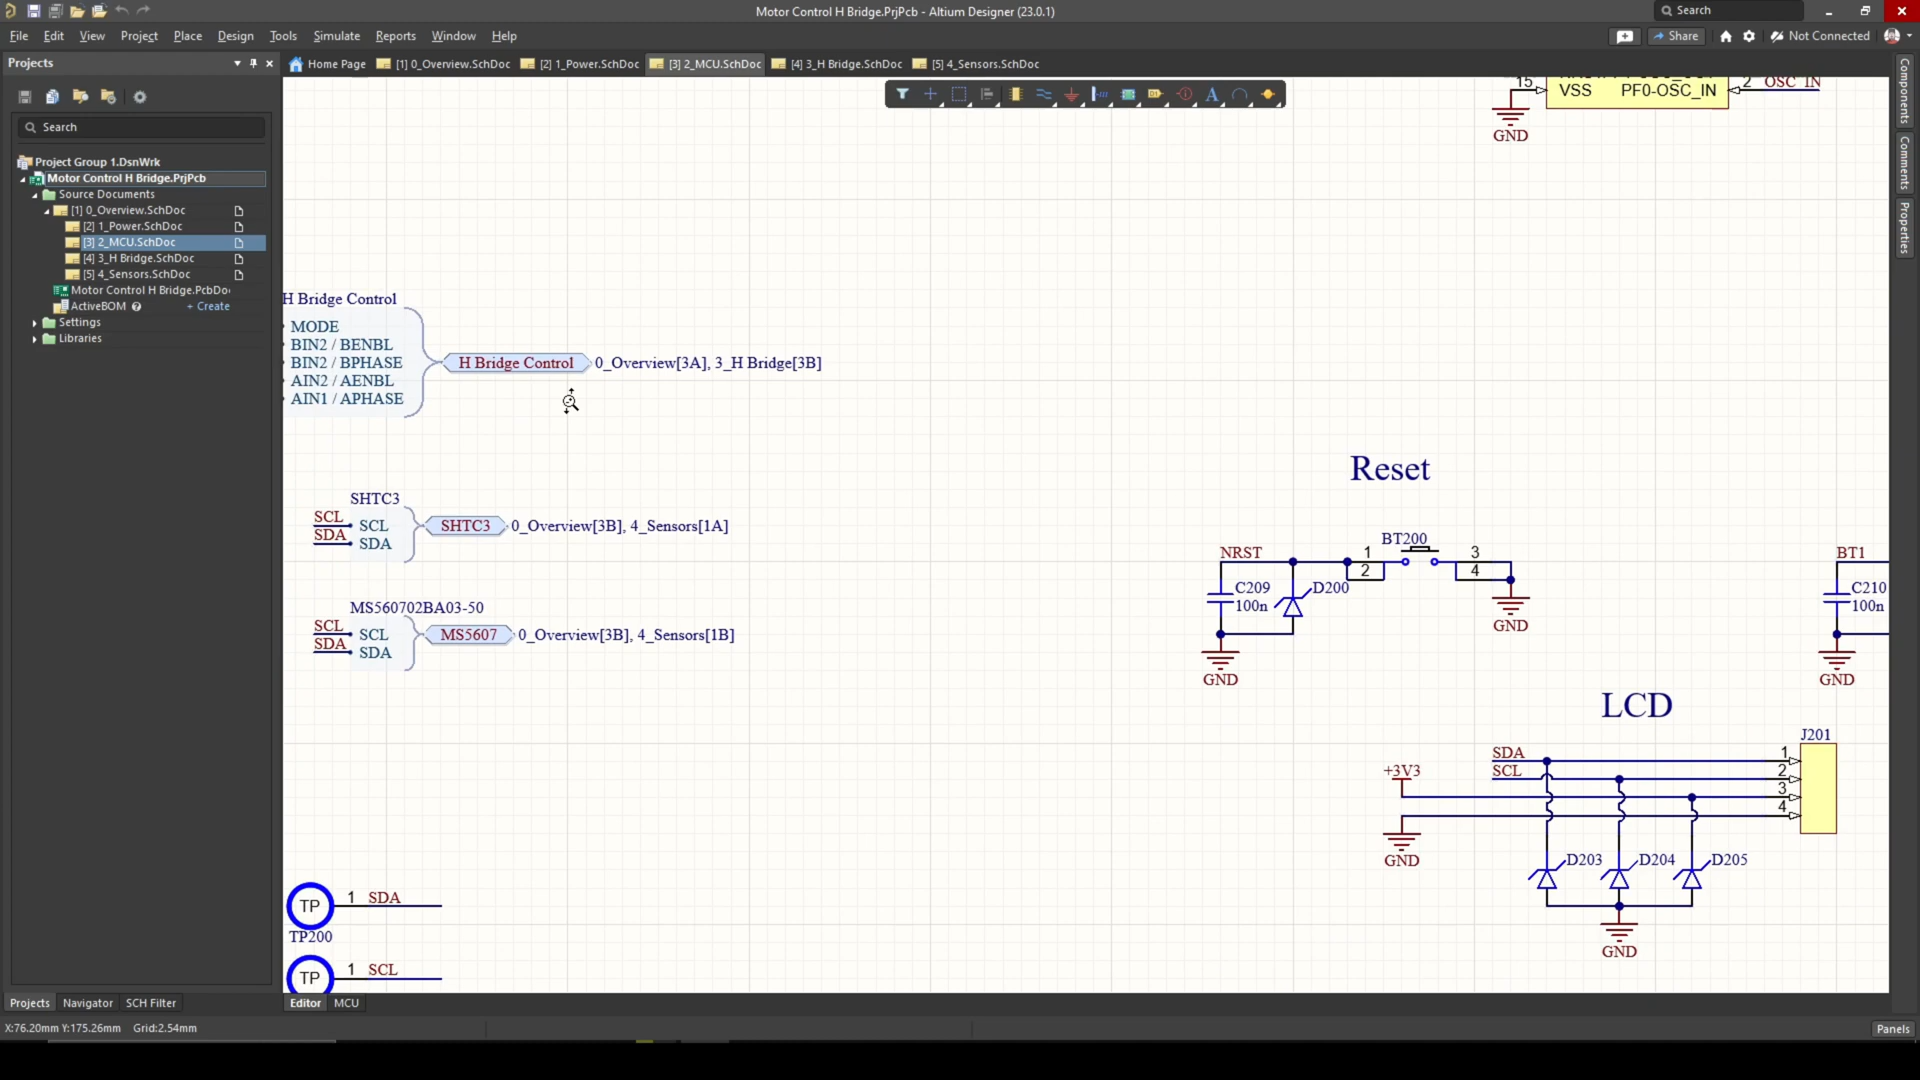 Motor Control H Bridge.PrjPcb - Altium Designer (23.0.1)
Search
File Edit View Project Place Design Tools Simulate Reports Window Help
Share
Not Connected
Projects
Home Page
[1] 0_Overview.SchDoc
[2] 1_Power.SchDoc
[3] 2_MCU.SchDoc
[4] 3_H Bridge.SchDoc
[5] 4_Sensors.SchDoc
Search
Project Group 1.DsnWrk
Motor Control H Bridge.PrjPcb
Source Documents
[1] 0_Overview.SchDoc
[2] 1_Power.SchDoc
[3] 2_MCU.SchDoc
[4] 3_H Bridge.SchDoc
[5] 4_Sensors.SchDoc
Motor Control H Bridge.PcbDo
ActiveBOM + Create
Settings
Libraries
15 VSS PF0-OSC_IN 2 OSC IN
GND
H Bridge Control
MODE
BIN2 / BENBL
BIN2 / BPHASE
AIN2 / AENBL
AIN1 / APHASE
H Bridge Control 0_Overview[3A], 3_H Bridge[3B]
SHTC3
SCL SCL
SDA SDA
SHTC3 0_Overview[3B], 4_Sensors[1A]
MS560702BA03-50
SCL SCL
SDA SDA
MS5607 0_Overview[3B], 4_Sensors[1B]
TP 1 SDA
TP200
TP 1 SCL
Reset
NRST
BT200
1
2
3
4
C209
100n
D200
GND
GND
BT1
C210
100n
GND
LCD
J201
SDA 1
SCL 2
+3V3 3
4
GND
D203 D204 D205
GND
Components
Comments
Properties
Projects Navigator SCH Filter
Editor MCU
X:76.20mm Y:175.26mm Grid:2.54mm
Panels